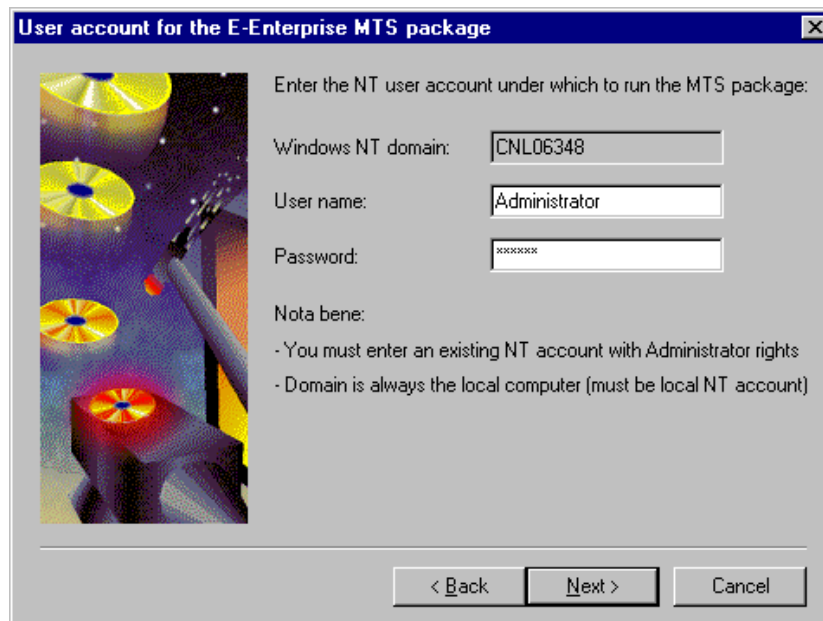 User account for the E-Enterprise MTS package
Enter the NT user account under which to run the MTS package:
Windows NT domain: CNL06348
User name: Administrator
Password: ******
Nota bene:
- You must enter an existing NT account with Administrator rights
- Domain is always the local computer (must be local NT account)
< Back Next > Cancel